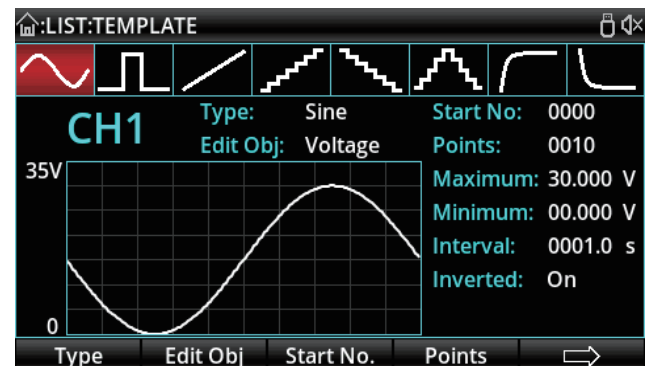 :LIST:TEMPLATE
CH1
Type: Sine
Edit Obj: Voltage
Start No: 0000
Points: 0010
Maximum: 30.000 V
Minimum: 00.000 V
Interval: 0001.0 s
Inverted: On
35V
0
Type Edit Obj Start No. Points